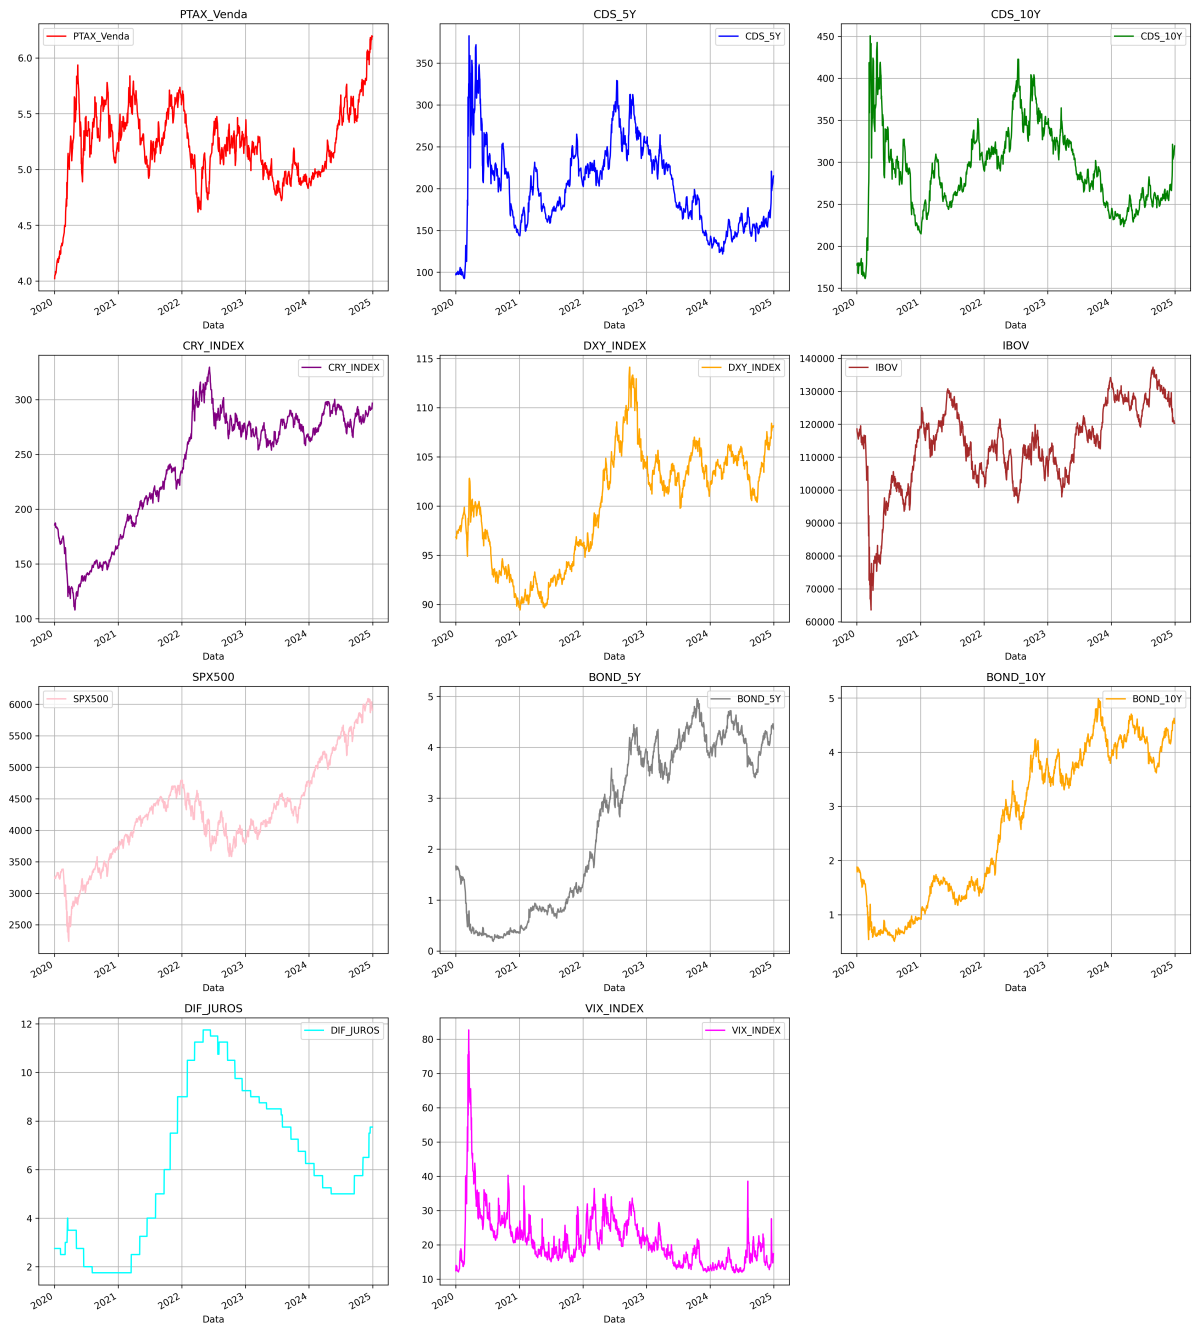 PTAX_Venda
CDS_5Y
CDS_10Y
PTAX_Venda
CDS_5Y
CDS_10Y
6.0
5.5
5.0
4.5
4.0
350
300
250
200
150
100
450
400
350
300
250
200
150
2020 2021 2022 2023 2024 2025
2020 2021 2022 2023 2024 2025
2020 2021 2022 2023 2024 2025
Data
Data
Data
CRY_INDEX
DXY_INDEX
IBOV
CRY_INDEX
DXY_INDEX
IBOV
300
250
200
150
100
115
110
105
100
95
90
140000
130000
120000
110000
100000
90000
80000
70000
60000
2020 2021 2022 2023 2024 2025
2020 2021 2022 2023 2024 2025
2020 2021 2022 2023 2024 2025
Data
Data
Data
SPX500
BOND_5Y
BOND_10Y
SPX500
BOND_5Y
BOND_10Y
6000
5500
5000
4500
4000
3500
3000
2500
5
4
3
2
1
0
5
4
3
2
1
2020 2021 2022 2023 2024 2025
2020 2021 2022 2023 2024 2025
2020 2021 2022 2023 2024 2025
Data
Data
Data
DIF_JUROS
VIX_INDEX
DIF_JUROS
VIX_INDEX
12
10
8
6
4
2
80
70
60
50
40
30
20
10
2020 2021 2022 2023 2024 2025
2020 2021 2022 2023 2024 2025
Data
Data